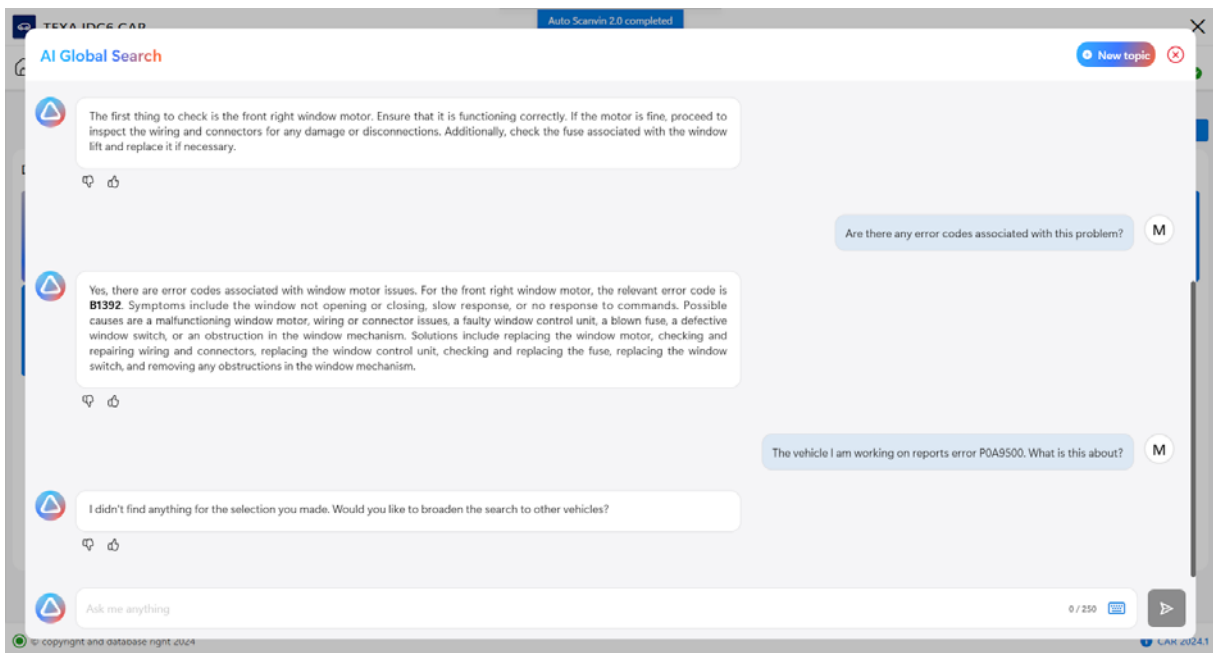 TEXA IDC6 CAR
Auto Scanvin 2.0 completed
AI Global Search
New topic
The first thing to check is the front right window motor. Ensure that it is functioning correctly. If the motor is fine, proceed to
inspect the wiring and connectors for any damage or disconnections. Additionally, check the fuse associated with the window
lift and replace it if necessary.
Are there any error codes associated with this problem?
M
Yes, there are error codes associated with window motor issues. For the front right window motor, the relevant error code is
B1392. Symptoms include the window not opening or closing, slow response, or no response to commands. Possible
causes are a malfunctioning window motor, wiring or connector issues, a faulty window control unit, a blown fuse, a defective
window switch, or an obstruction in the window mechanism. Solutions include replacing the window motor, checking and
repairing wiring and connectors, replacing the window control unit, checking and replacing the fuse, replacing the window
switch, and removing any obstructions in the window mechanism.
The vehicle I am working on reports error P0A9500. What is this about?
M
I didn't find anything for the selection you made. Would you like to broaden the search to other vehicles?
Ask me anything
0 / 250
© copyright and database right 2024
CAR 2024.1